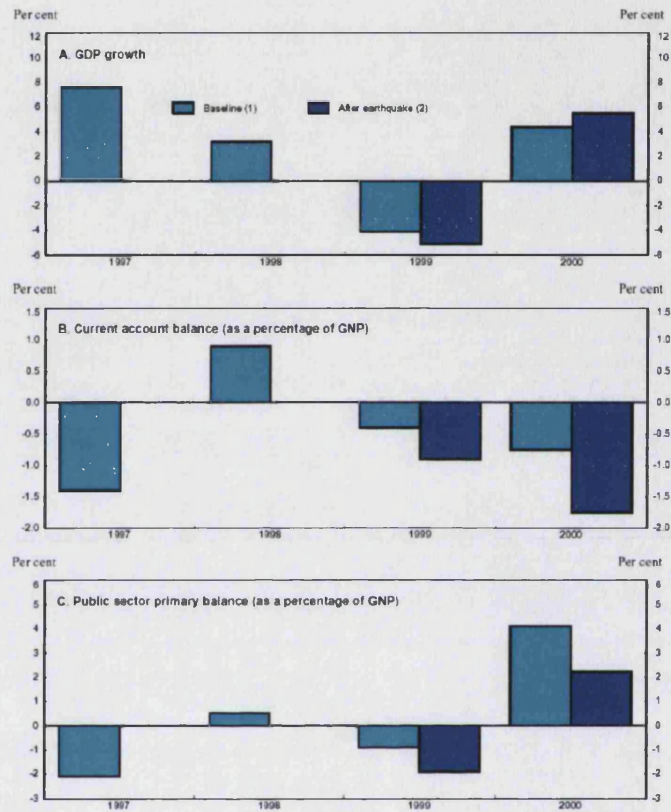 Per cent Per cent
12 12
A. GDP growth
10 10
8 8
Baseline (1) After earthquake (2)
6 6
4 4
2 2
0 0
-2 -2
-4 -4
-6 -6
1997 1998 1999 2000
Per cent Per cent
1.5 1.5
B. Current account balance (as a percentage of GNP)
1.0 1.0
0.5 0.5
0.0 0.0
-0.5 -0.5
-1.0 -1.0
-1.5 -1.5
-2.0 -2.0
1997 1998 1999 2000
Per cent Per cent
6 6
C. Public sector primary balance (as a percentage of GNP)
5 5
4 4
3 3
2 2
1 1
0 0
-1 -1
-2 -2
-3 -3
1997 1998 1999 2000